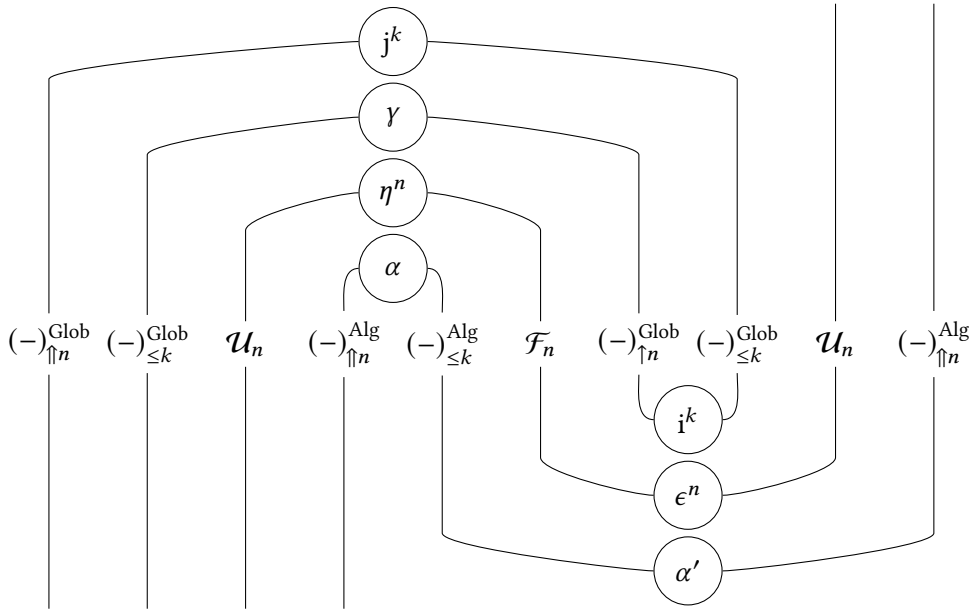 j^k
γ
η^n
α
(−)^Glob_⇑n (−)^Glob_≤k 𝒰_n (−)^Alg_⇑n (−)^Alg_≤k ℱ_n (−)^Glob_↑n (−)^Glob_≤k 𝒰_n (−)^Alg_⇑n
i^k
ϵ^n
α′